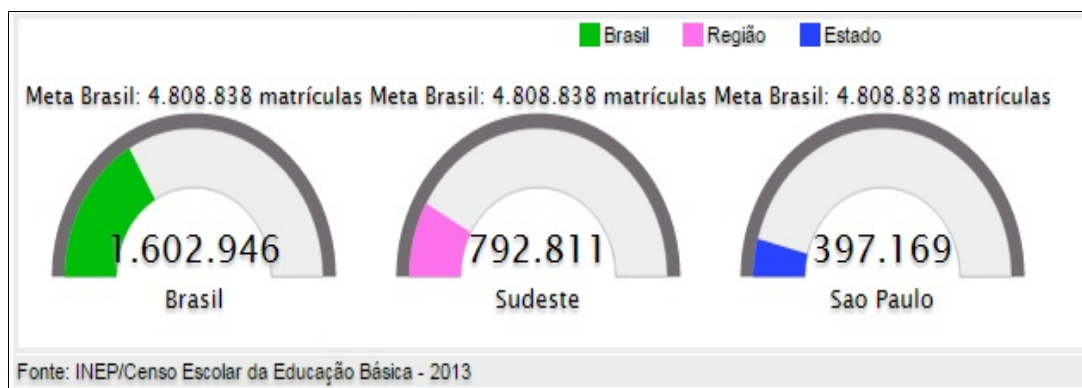 Brasil Região Estado
Meta Brasil: 4.808.838 matrículas Meta Brasil: 4.808.838 matrículas Meta Brasil: 4.808.838 matrículas
1.602.946 792.811 397.169
Brasil Sudeste Sao Paulo
Fonte: INEP/Censo Escolar da Educação Básica - 2013